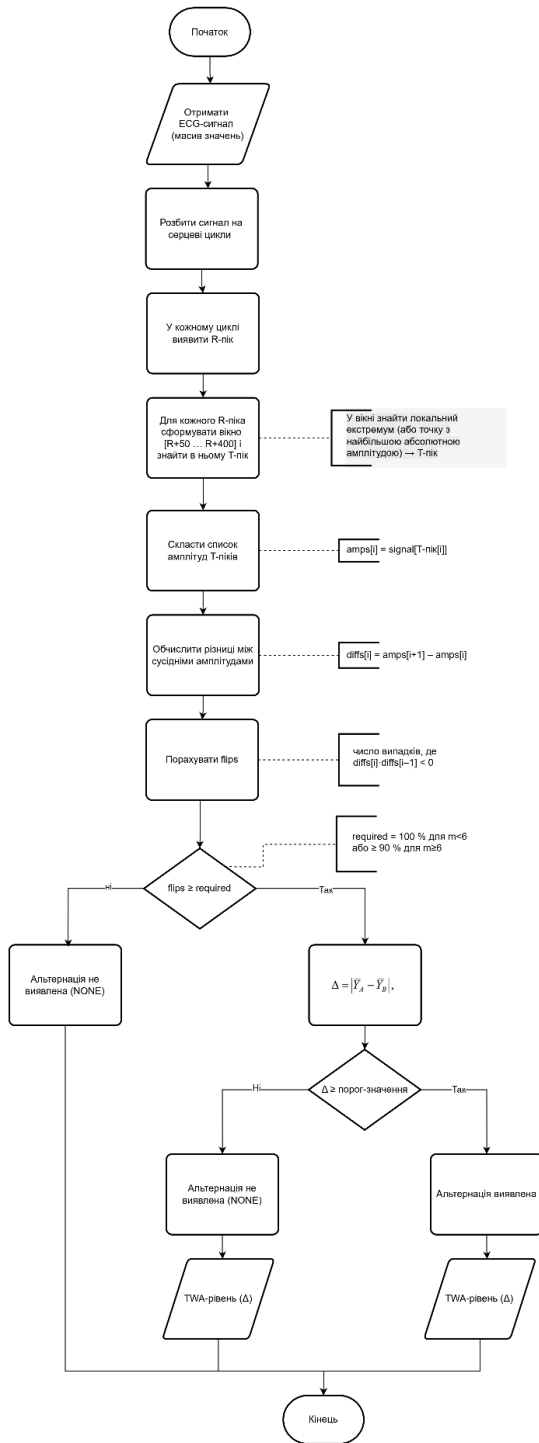 Початок
Отримати
ECG-сигнал
(масив значень)
Розбити сигнал на
серцеві цикли
У кожному циклі
виявити R-пік
Для кожного R-піка
сформувати вікно
[R+50 … R+400] і
знайти в ньому T-пік
У вікні знайти локальний
екстремум (або точку з
найбільшою абсолютною
амплітудою) → T-пік
Скласти список
амплітуд T-піків
amps[i] = signal[T-пік[i]]
Обчислити різниці між
сусідніми амплітудами
diffs[i] = amps[i+1] – amps[i]
Порахувати flips
число випадків, де
diffs[i]·diffs[i–1] < 0
required = 100 % для m<6
або ≥ 90 % для m≥6
flips ≥ required
ні
Так
Альтернація не
виявлена (NONE)
Δ = |Y̅_A − Y̅_B|,
Δ ≥ порог-значення
Ні
Так
Альтернація не
виявлена (NONE)
Альтернація виявлена
TWA-рівень (Δ)
TWA-рівень (Δ)
Кінець